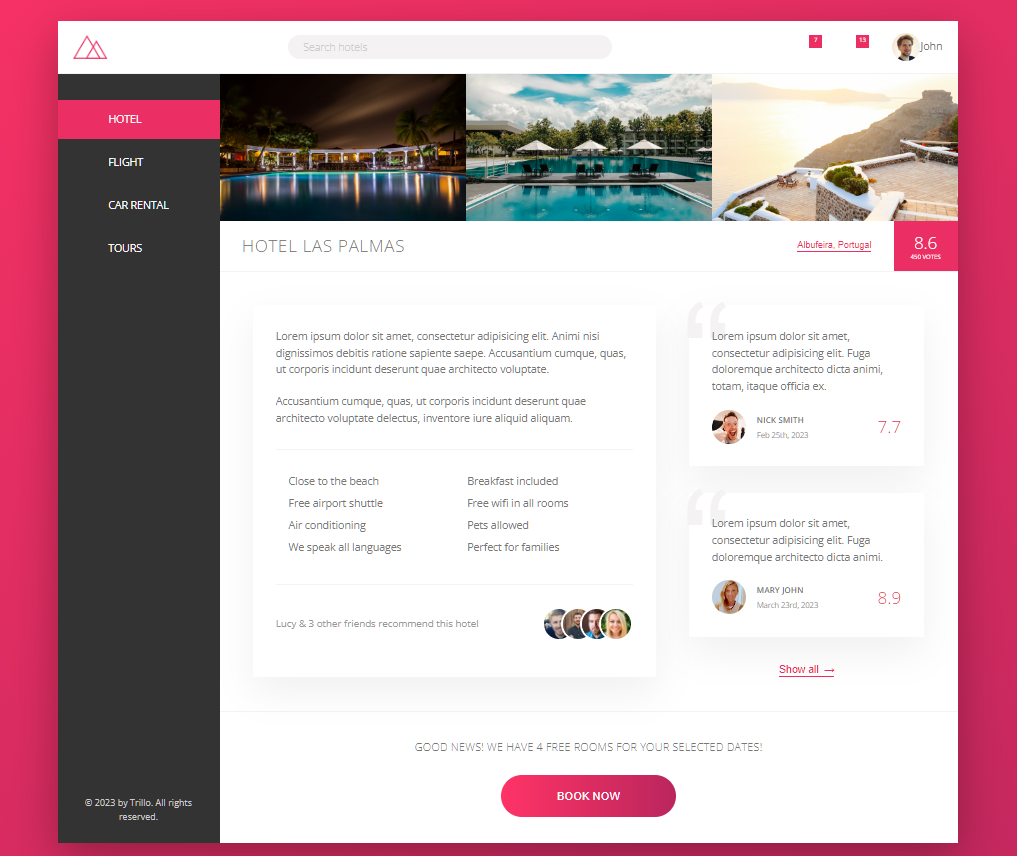 Search hotels
7
13
John
HOTEL
FLIGHT
CAR RENTAL
TOURS
© 2023 by Trillo. All rights
reserved.
HOTEL LAS PALMAS
Albufeira, Portugal
8.6
450 VOTES
Lorem ipsum dolor sit amet, consectetur adipisicing elit. Animi nisi
dignissimos debitis ratione sapiente saepe. Accusantium cumque, quas,
ut corporis incidunt deserunt quae architecto voluptate.
Accusantium cumque, quas, ut corporis incidunt deserunt quae
architecto voluptate delectus, inventore iure aliquid aliquam.
Close to the beach
Breakfast included
Free airport shuttle
Free wifi in all rooms
Air conditioning
Pets allowed
We speak all languages
Perfect for families
Lucy & 3 other friends recommend this hotel
“
Lorem ipsum dolor sit amet,
consectetur adipisicing elit. Fuga
doloremque architecto dicta animi,
totam, itaque officia ex.
NICK SMITH
Feb 25th, 2023
7.7
“
Lorem ipsum dolor sit amet,
consectetur adipisicing elit. Fuga
doloremque architecto dicta animi.
MARY JOHN
March 23rd, 2023
8.9
Show all →
GOOD NEWS! WE HAVE 4 FREE ROOMS FOR YOUR SELECTED DATES!
BOOK NOW